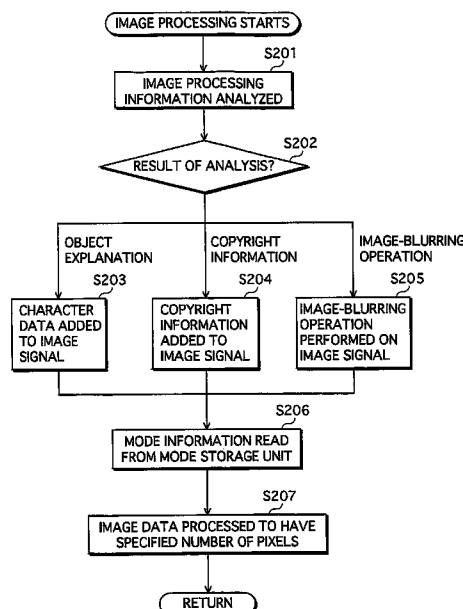 IMAGE PROCESSING STARTS
S201
IMAGE PROCESSING
INFORMATION ANALYZED
S202
RESULT OF ANALYSIS?
OBJECT
EXPLANATION
S203
CHARACTER
DATA ADDED
TO IMAGE
SIGNAL
COPYRIGHT
INFORMATION
S204
COPYRIGHT
INFORMATION
ADDED TO
IMAGE SIGNAL
IMAGE-BLURRING
OPERATION
S205
IMAGE-BLURRING
OPERATION
PERFORMED ON
IMAGE SIGNAL
S206
MODE INFORMATION READ
FROM MODE STORAGE UNIT
S207
IMAGE DATA PROCESSED TO HAVE
SPECIFIED NUMBER OF PIXELS
RETURN